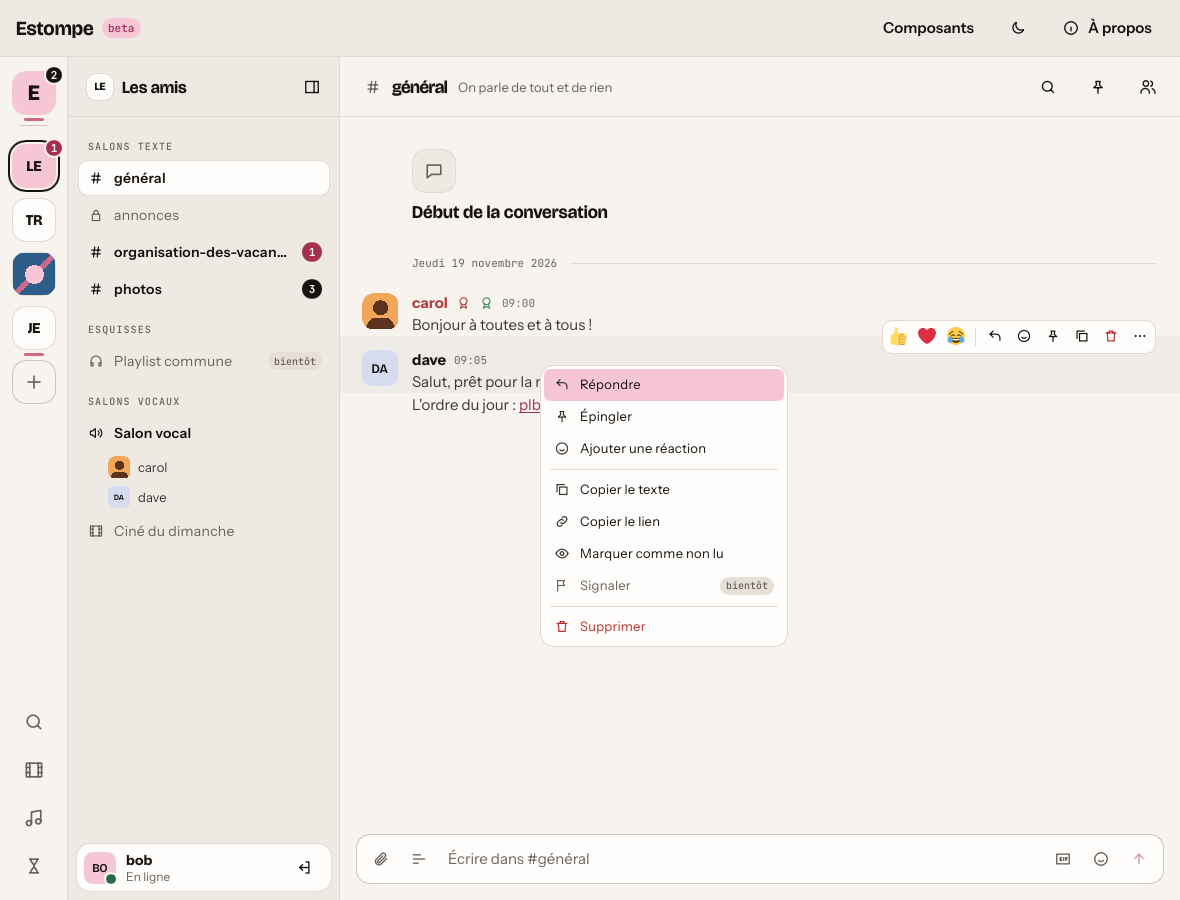 Estompe beta
Composants
À propos
E
2
LE
1
TR
JE
LE Les amis
SALONS TEXTE
# général
annonces
# organisation-des-vacan... 1
# photos 3
ESQUISSES
Playlist commune bientôt
SALONS VOCAUX
Salon vocal
carol
DA dave
Ciné du dimanche
BO bob
En ligne
# général On parle de tout et de rien
Début de la conversation
Jeudi 19 novembre 2026
carol 09:00
Bonjour à toutes et à tous !
DA dave 09:05
Salut, prêt pour la
L'ordre du jour : plb
Répondre
Épingler
Ajouter une réaction
Copier le texte
Copier le lien
Marquer comme non lu
Signaler bientôt
Supprimer
Écrire dans #général
GIF